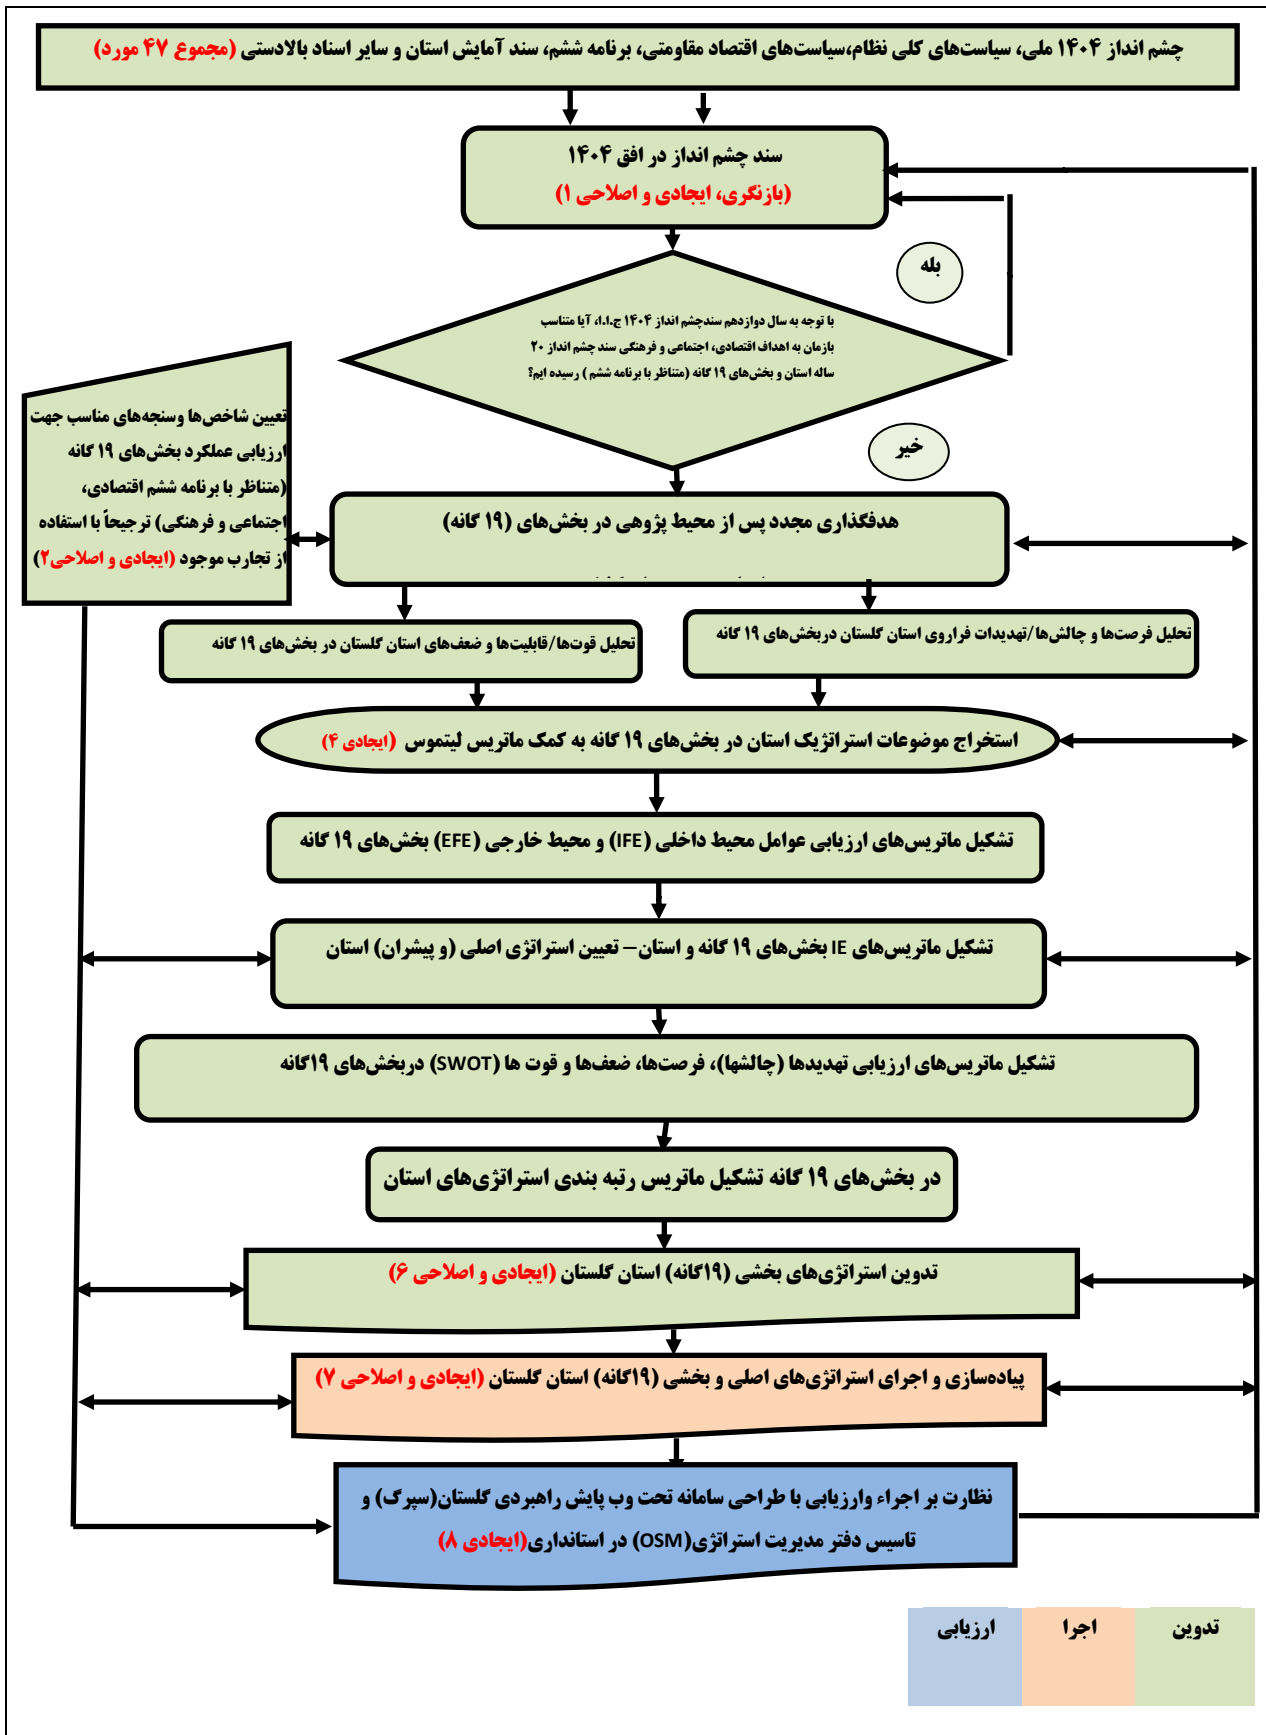 چشم انداز ۱۴۰۴ ملی، سیاست‌های کلی نظام،سیاست‌های اقتصاد مقاومتی، برنامه ششم، سند آمایش استان و سایر اسناد بالادستی (مجموع ۴۷ مورد)
سند چشم انداز در افق ۱۴۰۴
(بازنگری، ایجادی و اصلاحی ۱)
بله
با توجه به سال دوازدهم سندچشم انداز ۱۴۰۴ ج.ا.ا، آیا متناسب
بازمان به اهداف اقتصادی، اجتماعی و فرهنگی سند چشم انداز ۲۰
ساله استان و بخش‌های ۱۹ گانه (متناظر با برنامه ششم ) رسیده ایم؟
خیر
تعیین شاخص‌ها وسنجه‌های مناسب جهت
ارزیابی عملکرد بخش‌های ۱۹ گانه
(متناظر با برنامه ششم اقتصادی،
اجتماعی و فرهنگی) ترجیحاً با استفاده
از تجارب موجود (ایجادی و اصلاحی۲)
هدفگذاری مجدد پس از محیط پژوهی در بخش‌های (۱۹ گانه)
تحلیل فرصت‌ها و چالش‌ها/تهدیدات فراروی استان گلستان دربخش‌های ۱۹ گانه
تحلیل قوت‌ها/قابلیت‌ها و ضعف‌های استان گلستان در بخش‌های ۱۹ گانه
استخراج موضوعات استراتژیک استان در بخش‌های ۱۹ گانه به کمک ماتریس لیتموس (ایجادی ۴)
تشکیل ماتریس‌های ارزیابی عوامل محیط داخلی (IFE) و محیط خارجی (EFE) بخش‌های ۱۹ گانه
تشکیل ماتریس‌های IE بخش‌های ۱۹ گانه و استان– تعیین استراتژی اصلی (و پیشران) استان
تشکیل ماتریس‌های ارزیابی تهدیدها (چالشها)، فرصت‌ها، ضعف‌ها و قوت ها (SWOT) دربخش‌های ۱۹گانه
در بخش‌های ۱۹ گانه تشکیل ماتریس رتبه بندی استراتژی‌های استان
تدوین استراتژی‌های بخشی (۱۹گانه) استان گلستان (ایجادی و اصلاحی ۶)
پیاده‌سازی و اجرای استراتژی‌های اصلی و بخشی (۱۹گانه) استان گلستان (ایجادی و اصلاحی ۷)
نظارت بر اجراء وارزیابی با طراحی سامانه تحت وب پایش راهبردی گلستان(سپرگ) و
تاسیس دفتر مدیریت استراتژی(OSM) در استانداری(ایجادی ۸)
تدوین
اجرا
ارزیابی